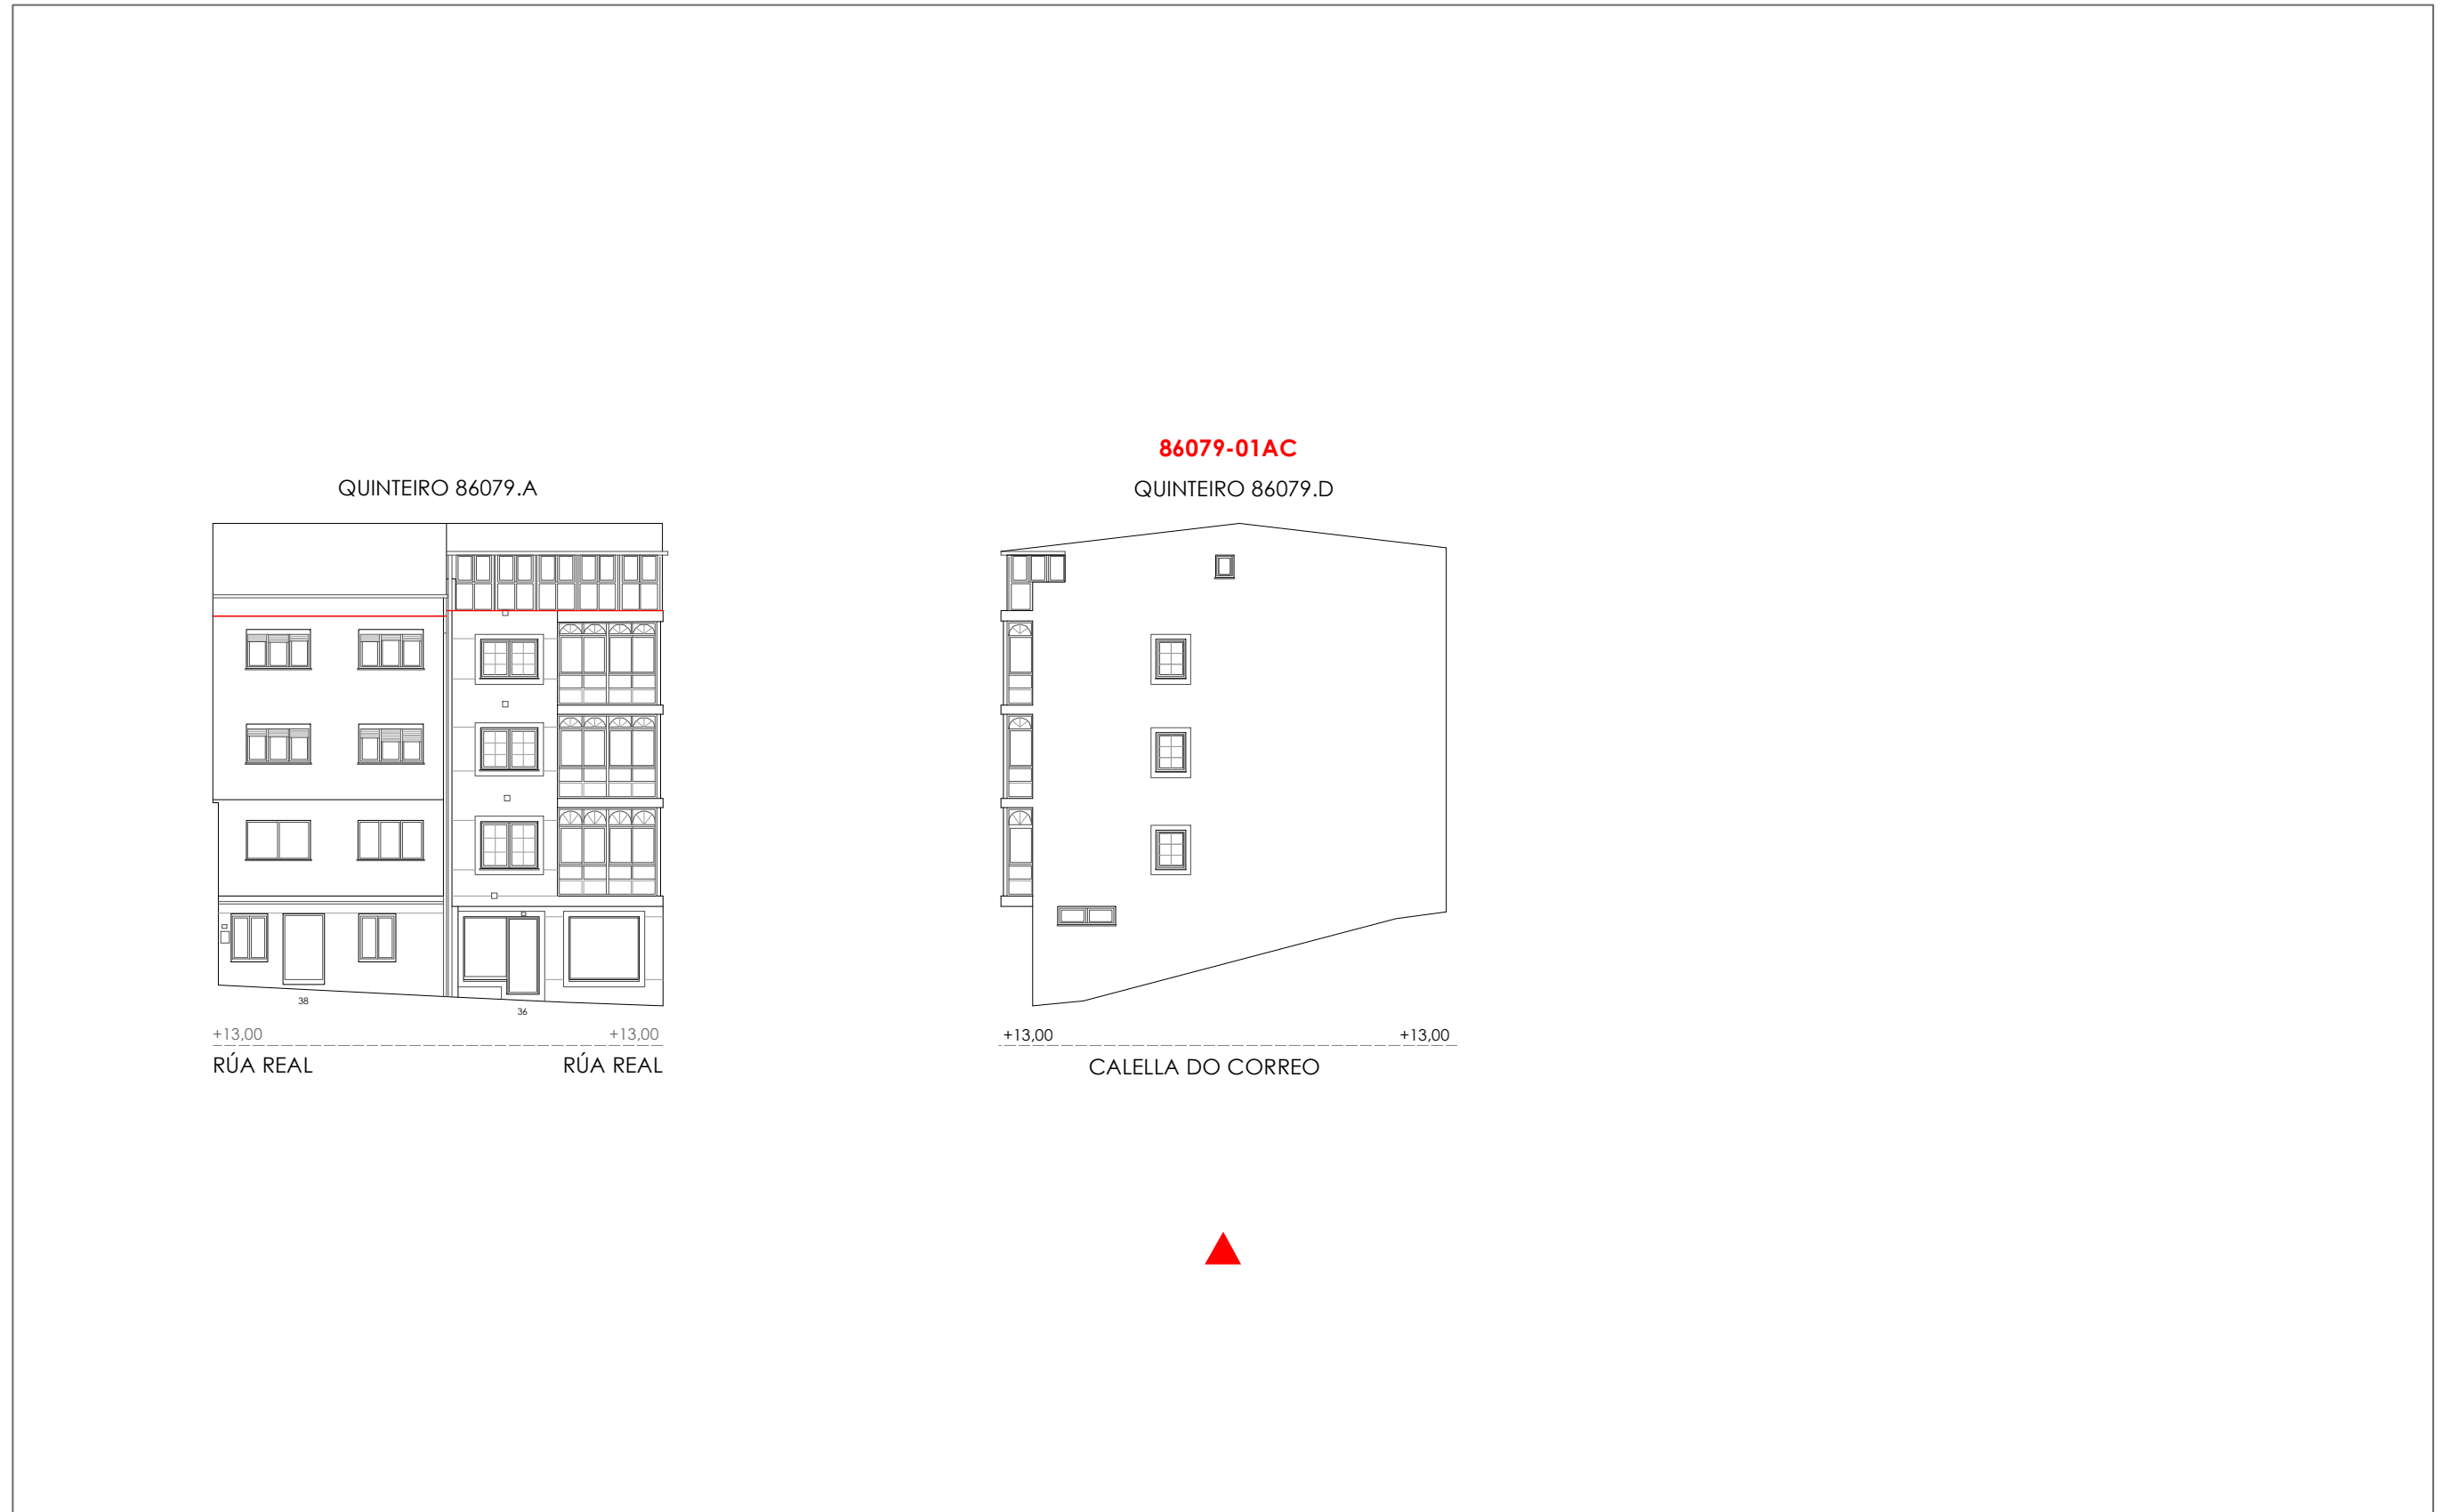 QUINTEIRO 86079.A
38
36
+13,00 +13,00
RÚA REAL RÚA REAL
86079-01AC
QUINTEIRO 86079.D
+13,00 +13,00
CALELLA DO CORREO